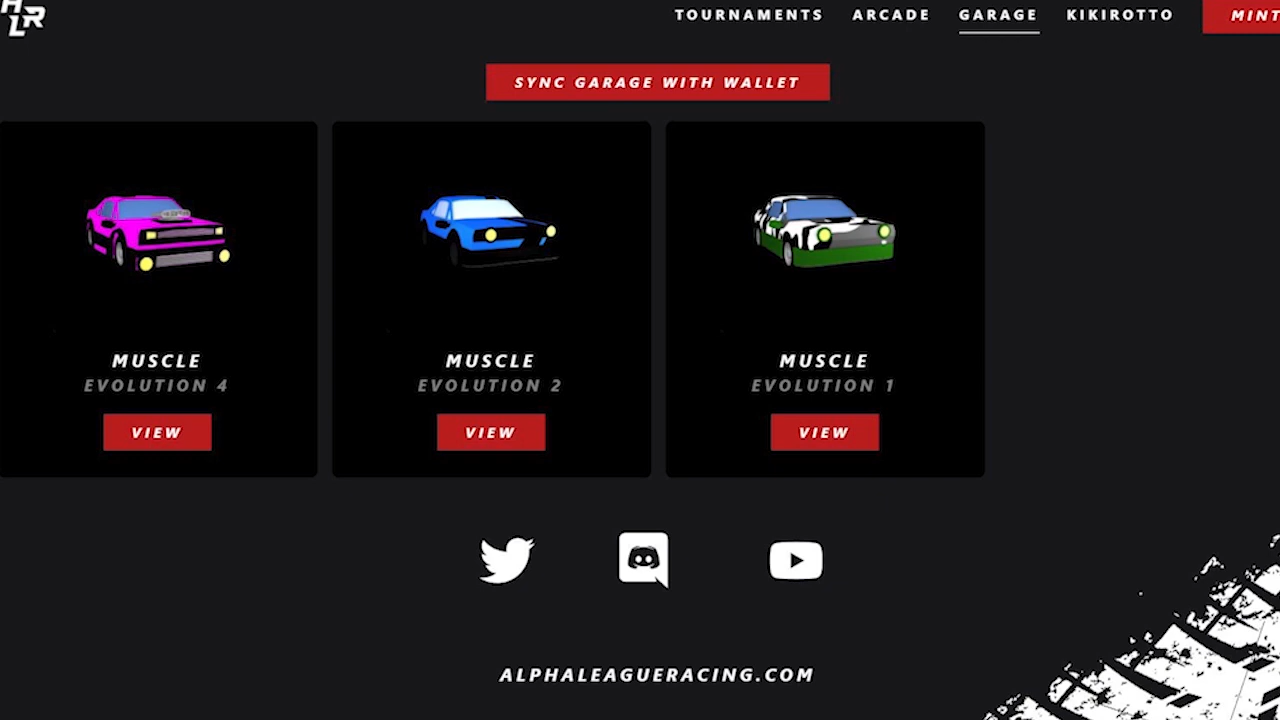 ALR
TOURNAMENTS ARCADE GARAGE KIKIROTTO MINT
SYNC GARAGE WITH WALLET
MUSCLE
EVOLUTION 4
VIEW
MUSCLE
EVOLUTION 2
VIEW
MUSCLE
EVOLUTION 1
VIEW
ALPHALEAGUERACING.COM